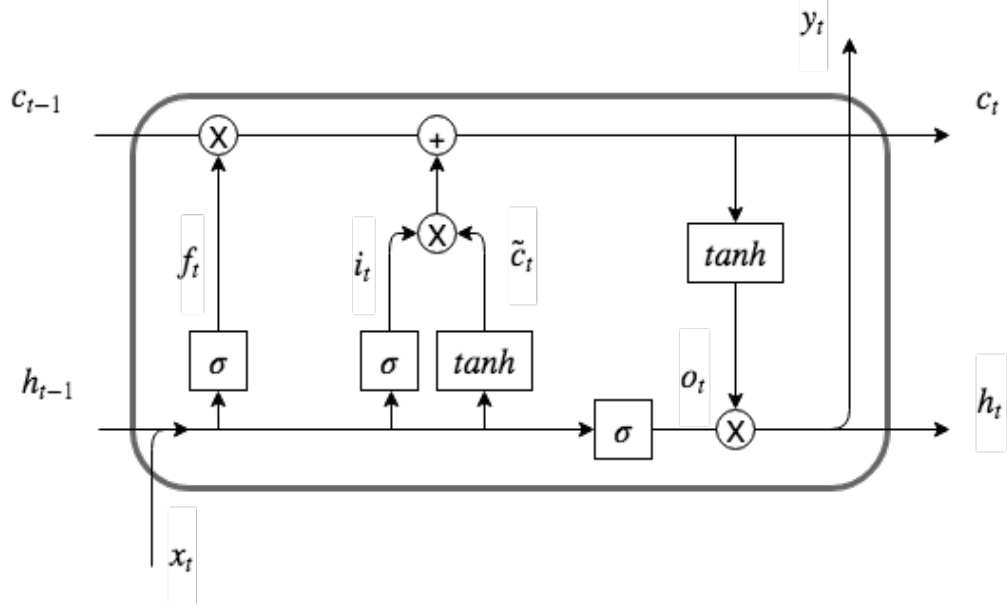 y_t
c_{t-1}
c_t
X
+
X
f_t
i_t
c̃_t
tanh
σ
σ
tanh
o_t
h_{t-1}
h_t
σ
X
x_t